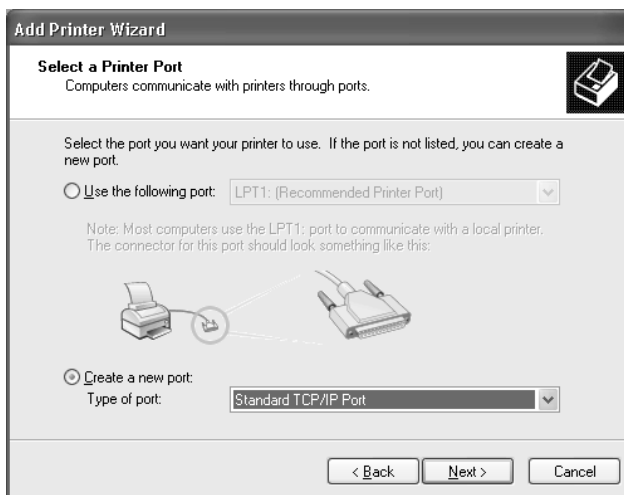 Add Printer Wizard
Select a Printer Port
Computers communicate with printers through ports.
Select the port you want your printer to use.  If the port is not listed, you can create a
new port.
Use the following port: LPT1: (Recommended Printer Port)
Note: Most computers use the LPT1: port to communicate with a local printer.
The connector for this port should look something like this:
Create a new port:
Type of port: Standard TCP/IP Port
< Back Next > Cancel